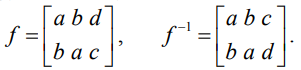 f = [ a b d
b a c ] , f⁻¹ = [ a b c
b a d ] .